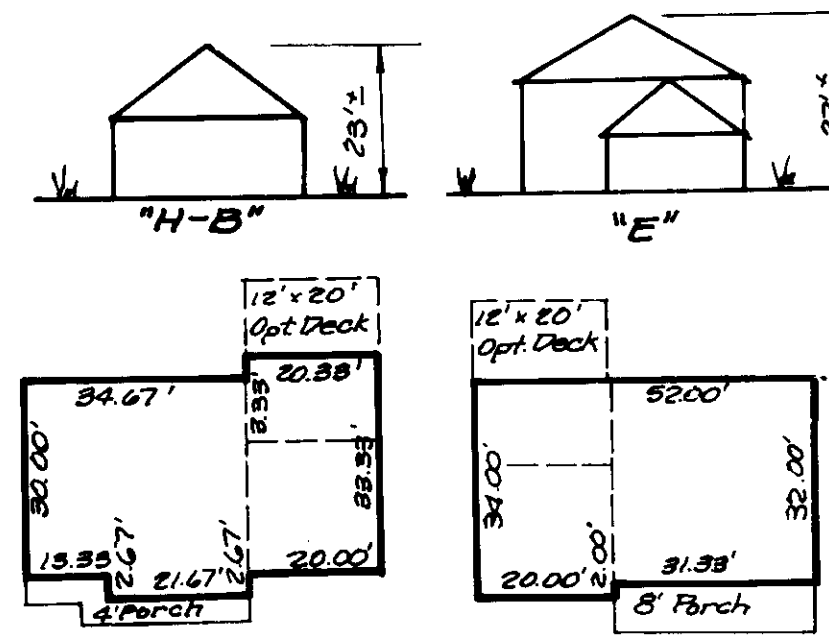 23'±
"H-B"
"E"
12' x 20'
Opt Deck
20.33'
34.67'
3.33'
30.00'
33.33'
13.33
2.67'
21.67'
2.67'
20.00'
4' Porch
12' x 20'
Opt. Deck
52.00'
34.00'
32.00'
20.00'
2.00'
31.33'
8' Porch